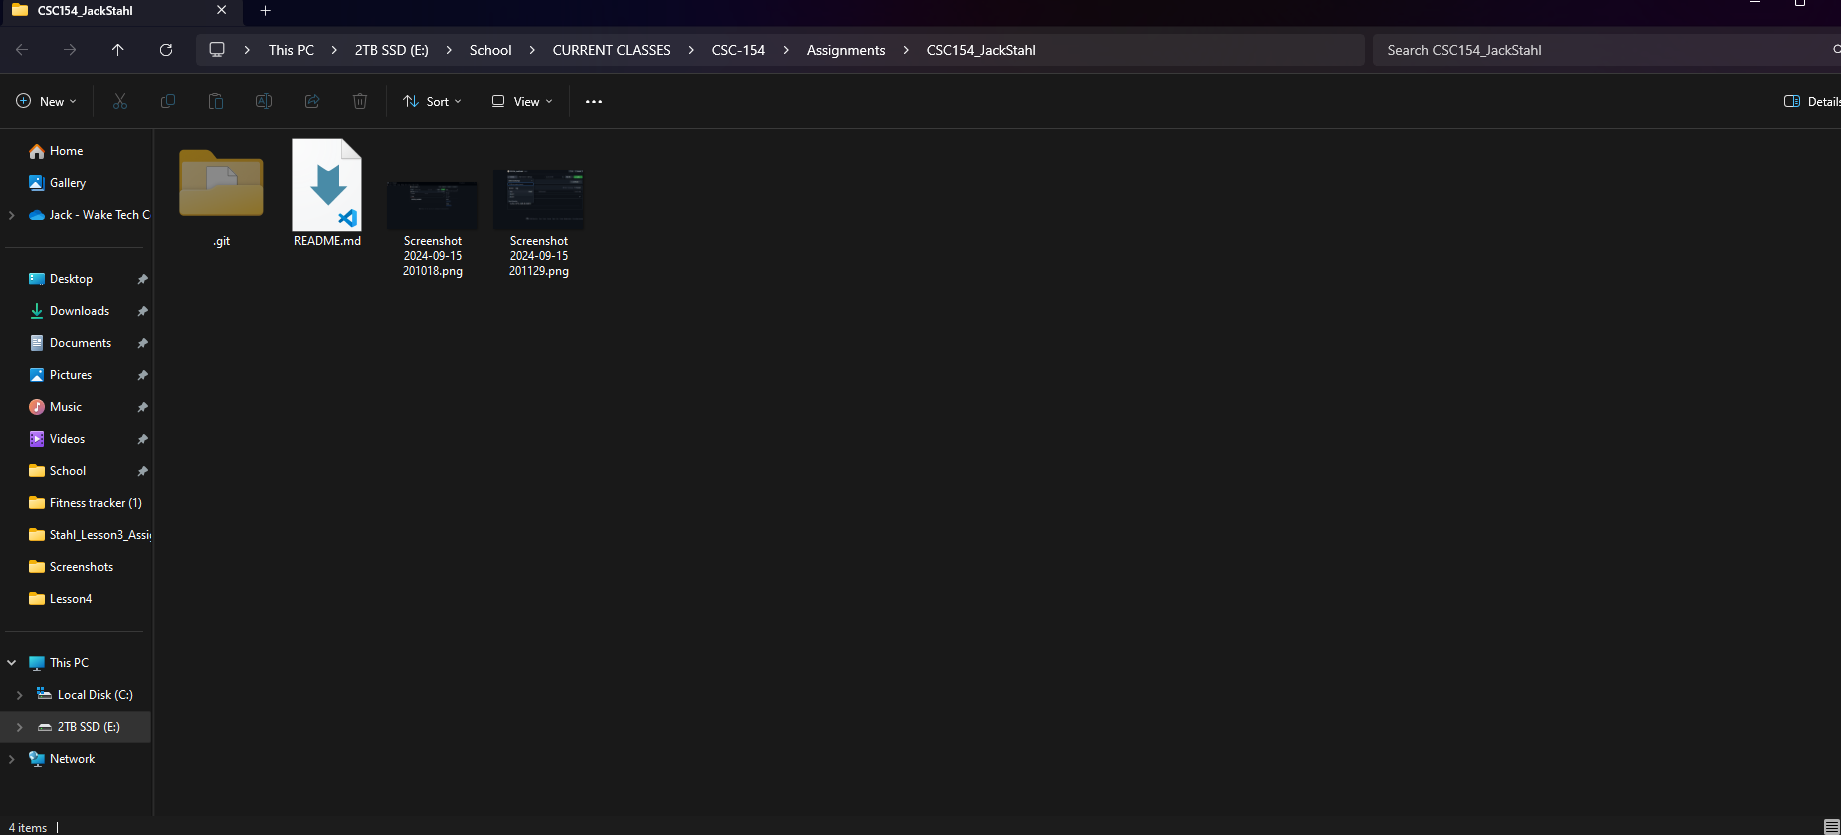 CSC154_JackStahl
This PC
2TB SSD (E:)
School
CURRENT CLASSES
CSC-154
Assignments
CSC154_JackStahl
Search CSC154_JackStahl
New
Sort
View
Details
Home
Gallery
Jack - Wake Tech C
Desktop
Downloads
Documents
Pictures
Music
Videos
School
Fitness tracker (1)
Stahl_Lesson3_Assi
Screenshots
Lesson4
This PC
Local Disk (C:)
2TB SSD (E:)
Network
.git
README.md
Screenshot
2024-09-15
201018.png
Screenshot
2024-09-15
201129.png
4 items